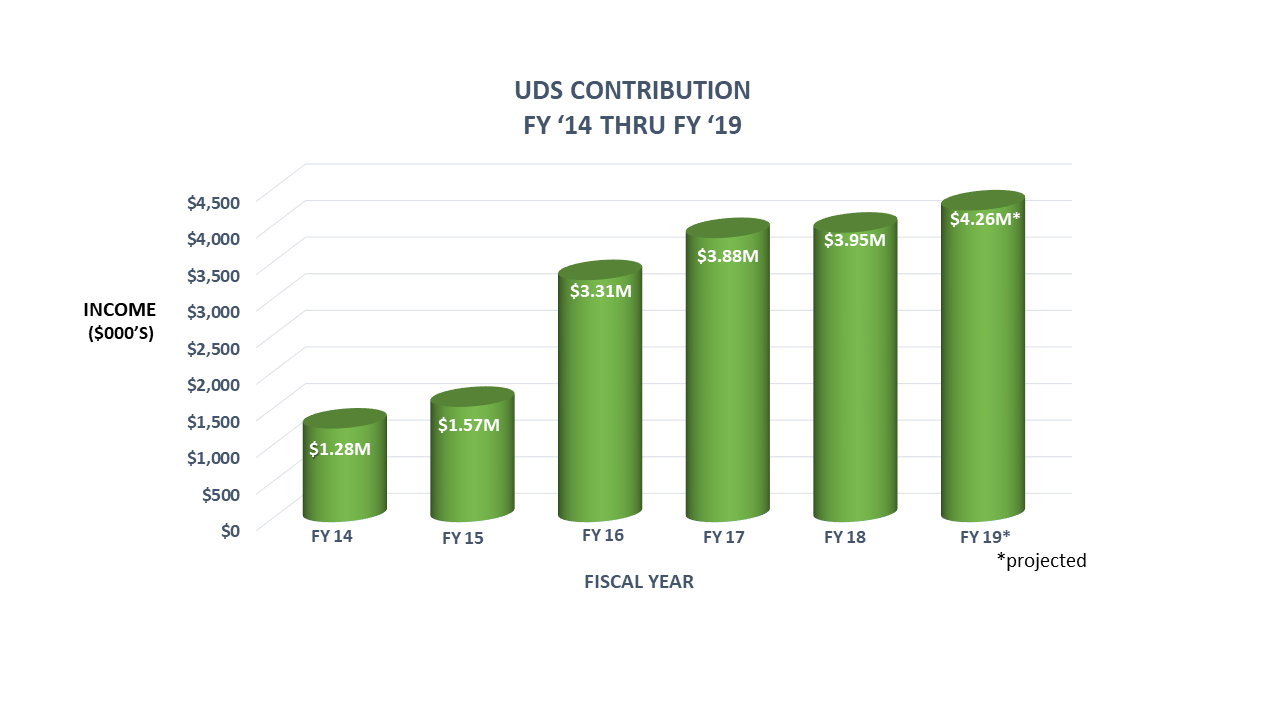 UDS CONTRIBUTION
FY ‘14 THRU FY ‘19
$4,500
$4,000
$3,500
$3,000
$2,500
$2,000
$1,500
$1,000
$500
$0
INCOME
($000’S)
$1.28M
$1.57M
$3.31M
$3.88M
$3.95M
$4.26M*
FY 14
FY 15
FY 16
FY 17
FY 18
FY 19*
*projected
FISCAL YEAR